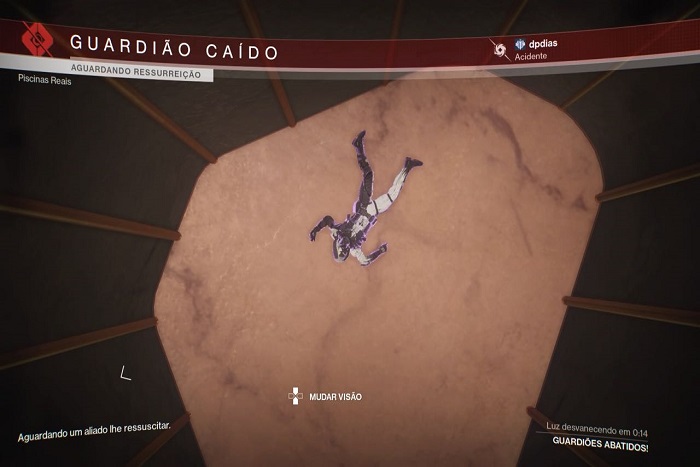 GUARDIÃO CAÍDO
dpdias
Acidente
AGUARDANDO RESSURREIÇÃO
Piscinas Reais
MUDAR VISÃO
Aguardando um aliado lhe ressuscitar.
Luz desvanecendo em 0:14
GUARDIÕES ABATIDOS!